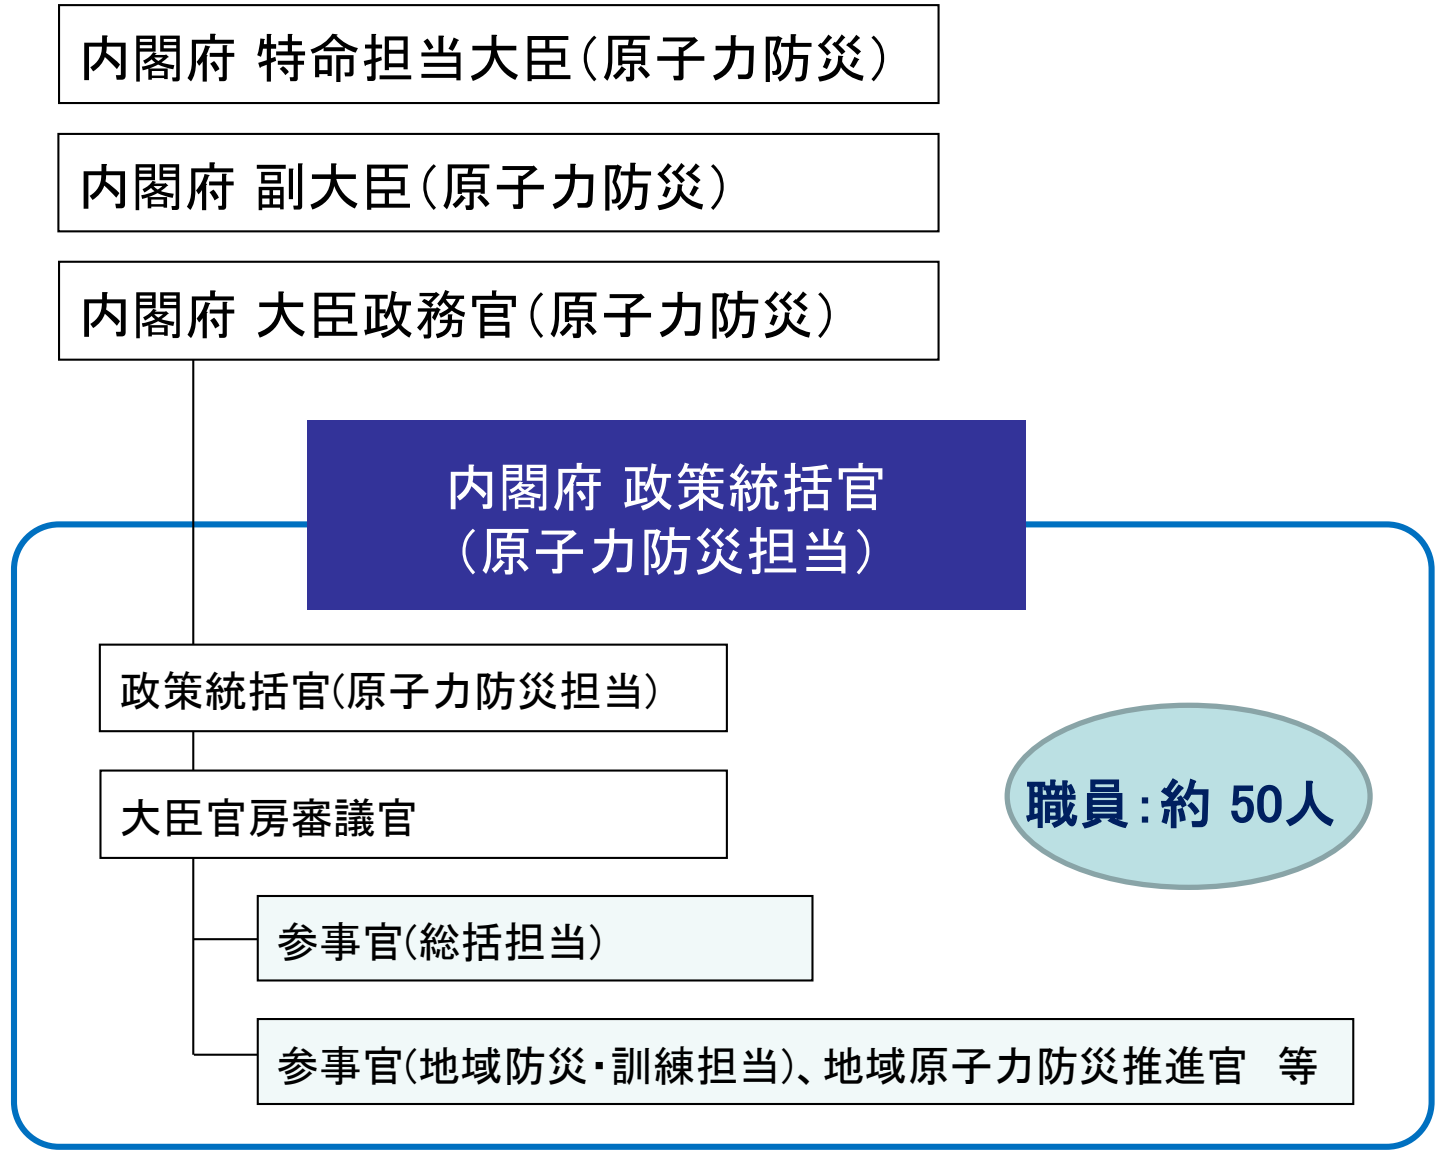 内閣府 特命担当大臣（原子力防災）
内閣府 副大臣（原子力防災）
内閣府 大臣政務官（原子力防災）
内閣府 政策統括官
（原子力防災担当）
政策統括官(原子力防災担当）
大臣官房審議官
職員：約 50人
参事官(総括担当）
参事官(地域防災・訓練担当）、地域原子力防災推進官　等